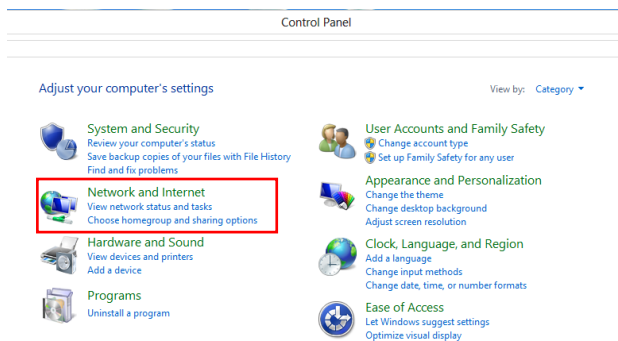 Control Panel
Adjust your computer's settings
View by: Category
System and Security
Review your computer's status
Save backup copies of your files with File History
Find and fix problems
Network and Internet
View network status and tasks
Choose homegroup and sharing options
Hardware and Sound
View devices and printers
Add a device
Programs
Uninstall a program
User Accounts and Family Safety
Change account type
Set up Family Safety for any user
Appearance and Personalization
Change the theme
Change desktop background
Adjust screen resolution
Clock, Language, and Region
Add a language
Change input methods
Change date, time, or number formats
Ease of Access
Let Windows suggest settings
Optimize visual display